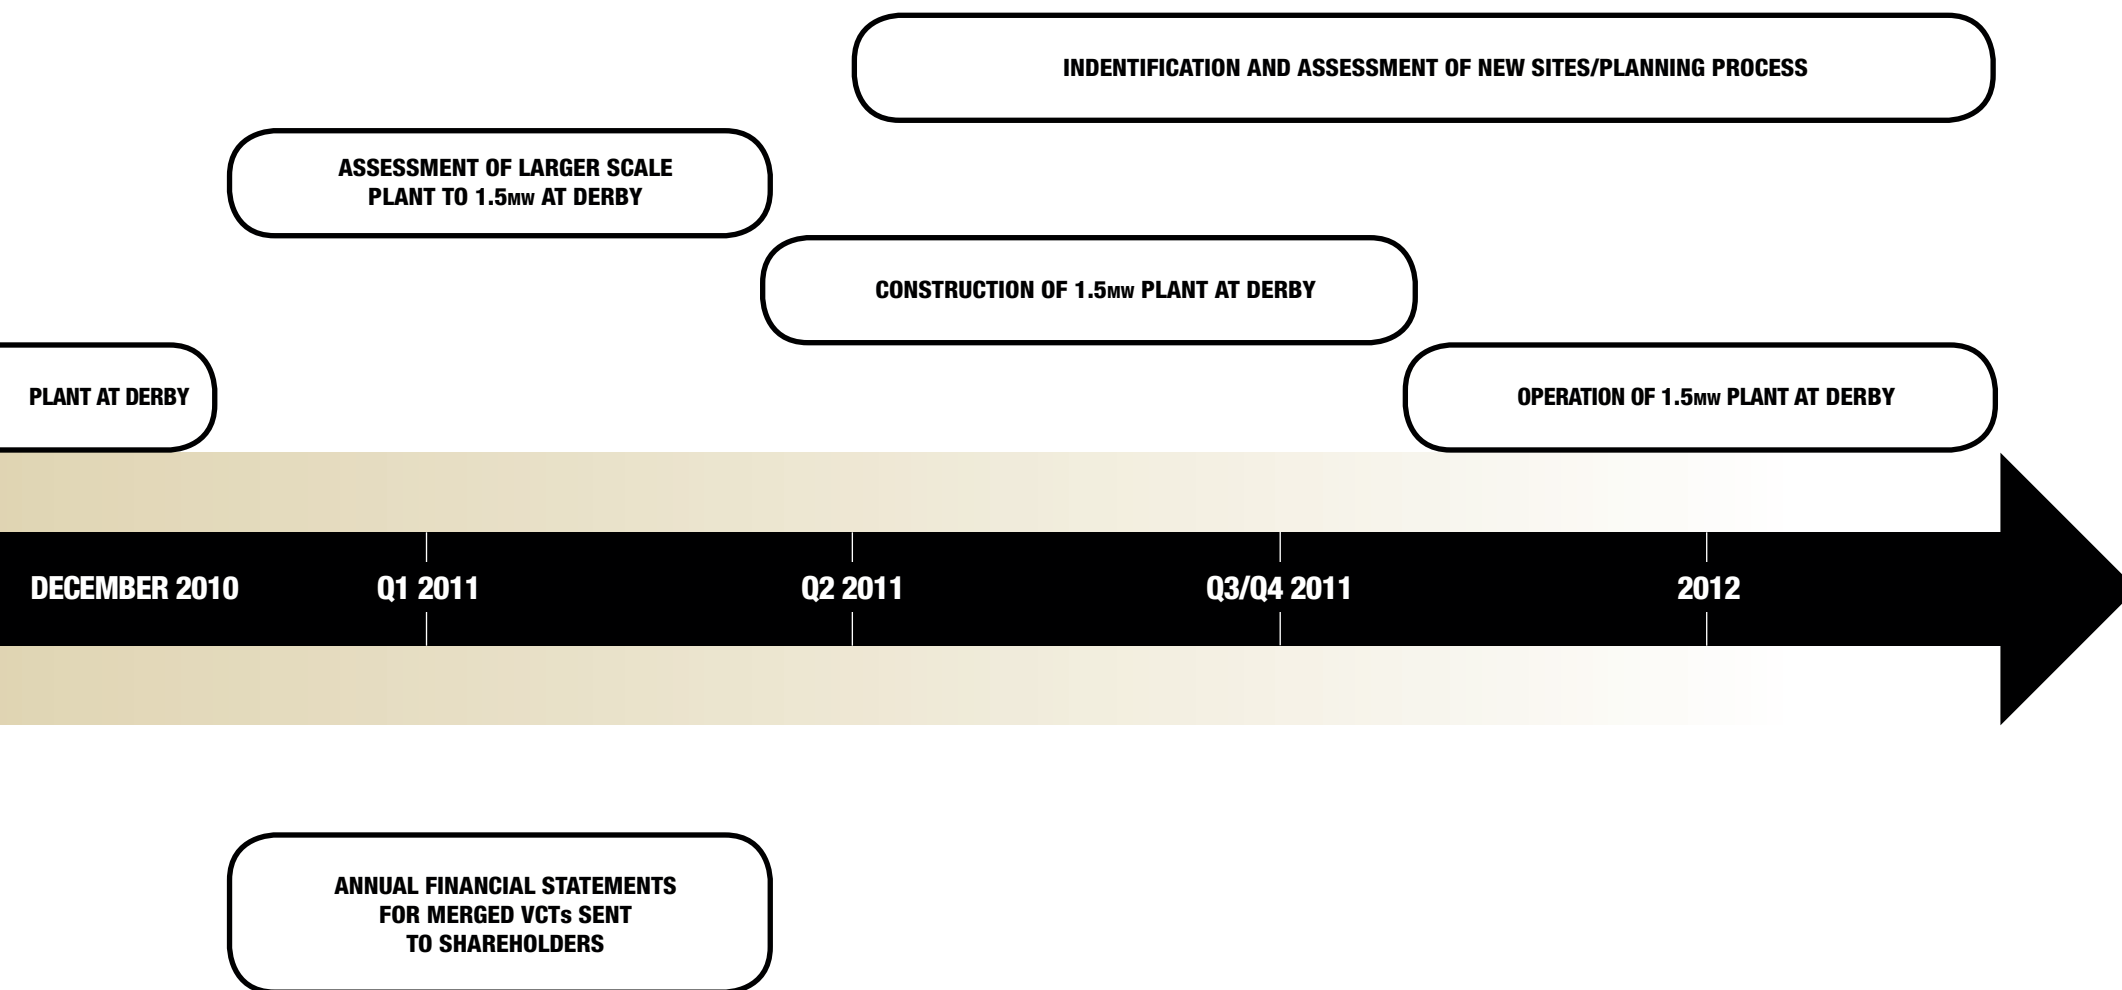 INDENTIFICATION AND ASSESSMENT OF NEW SITES/PLANNING PROCESS
ASSESSMENT OF LARGER SCALE
PLANT TO 1.5MW AT DERBY
CONSTRUCTION OF 1.5MW PLANT AT DERBY
PLANT AT DERBY
OPERATION OF 1.5MW PLANT AT DERBY
DECEMBER 2010
Q1 2011
Q2 2011
Q3/Q4 2011
2012
ANNUAL FINANCIAL STATEMENTS
FOR MERGED VCTs SENT
TO SHAREHOLDERS